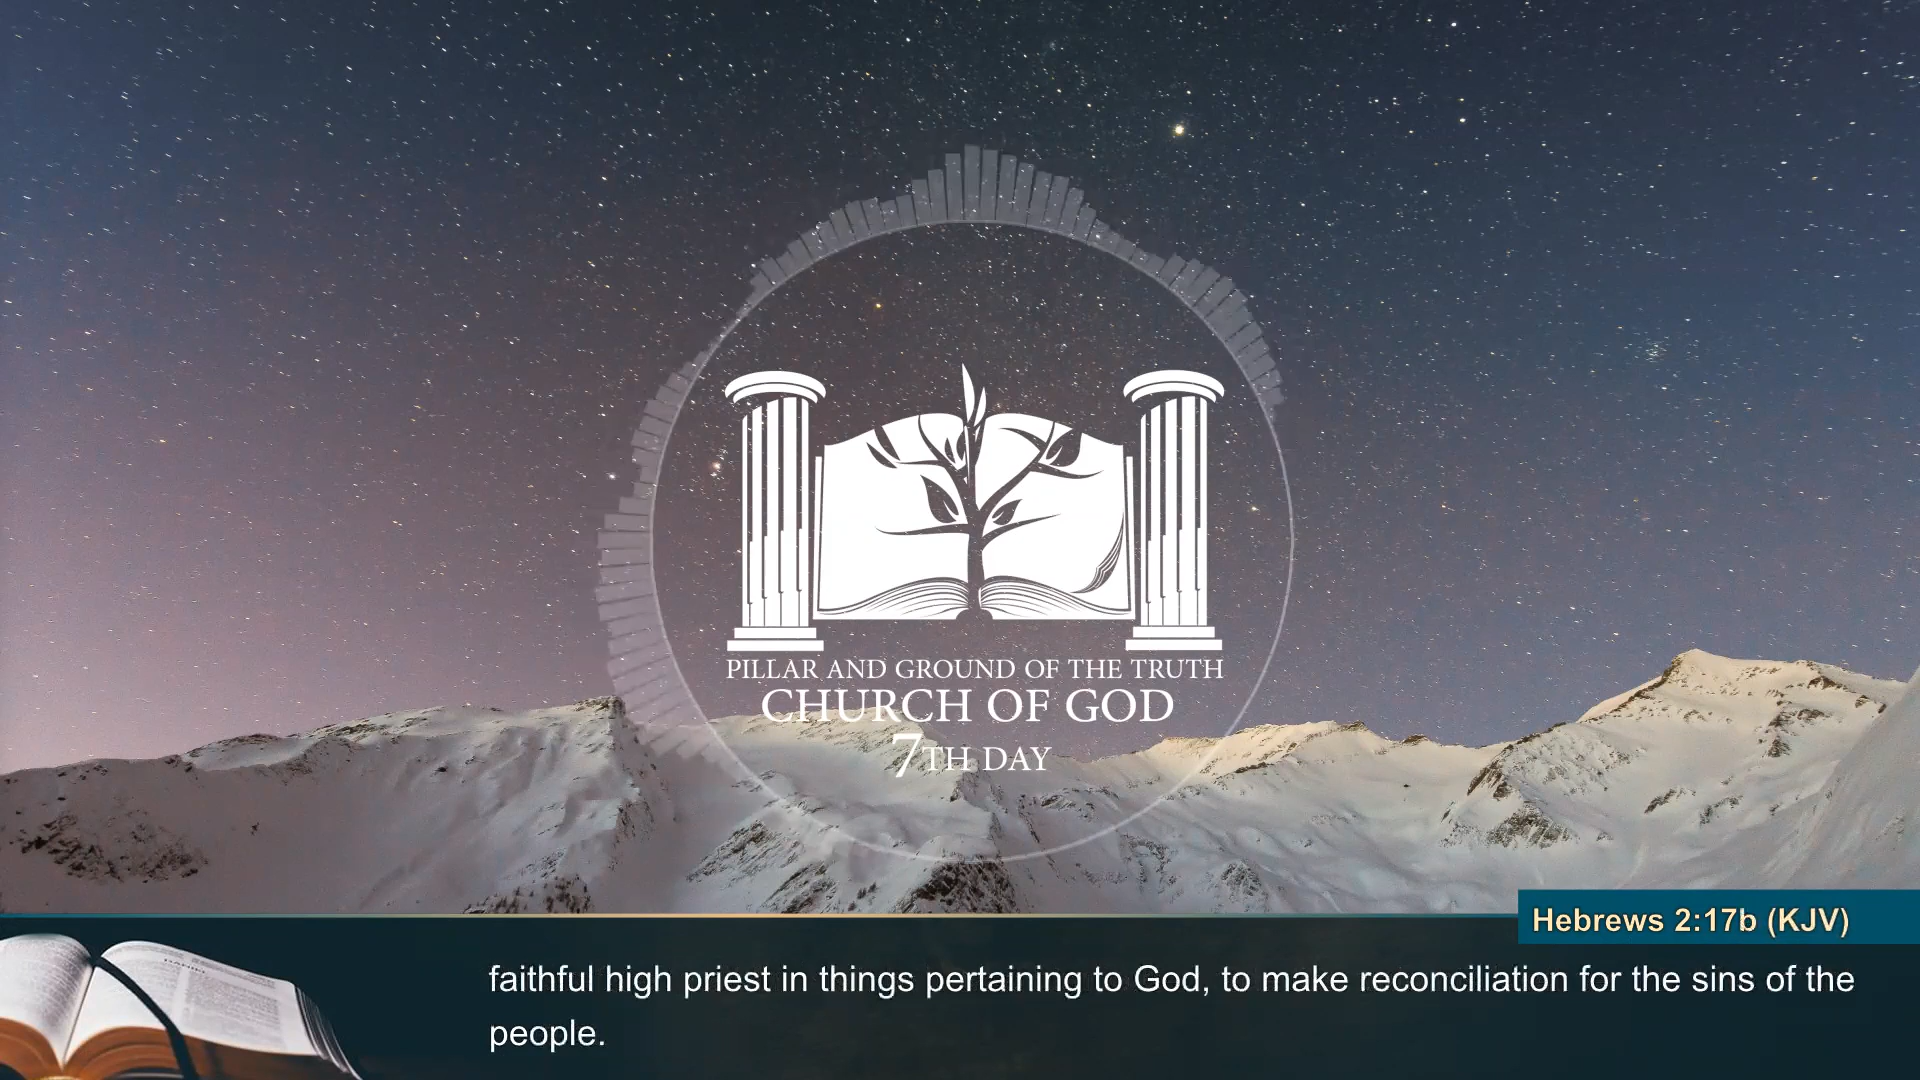 PILLAR AND GROUND OF THE TRUTH
CHURCH OF GOD
7TH DAY
Hebrews 2:17b (KJV)
faithful high priest in things pertaining to God, to make reconciliation for the sins of the
people.